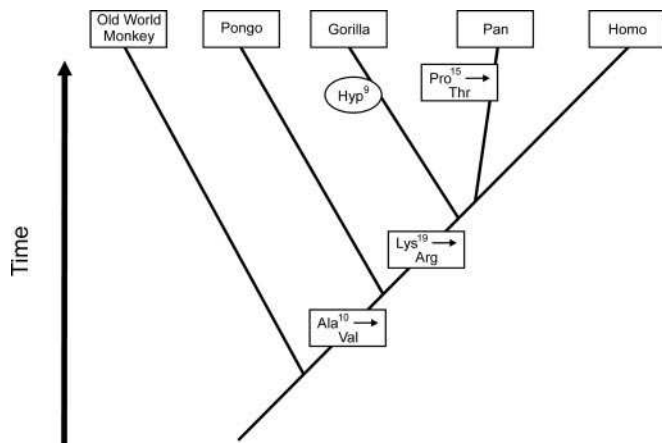 Old World
Monkey
Pongo
Gorilla
Pan
Homo
Hyp⁹
Pro¹⁵ →
Thr
Lys¹⁹ →
Arg
Ala¹⁰ →
Val
Time